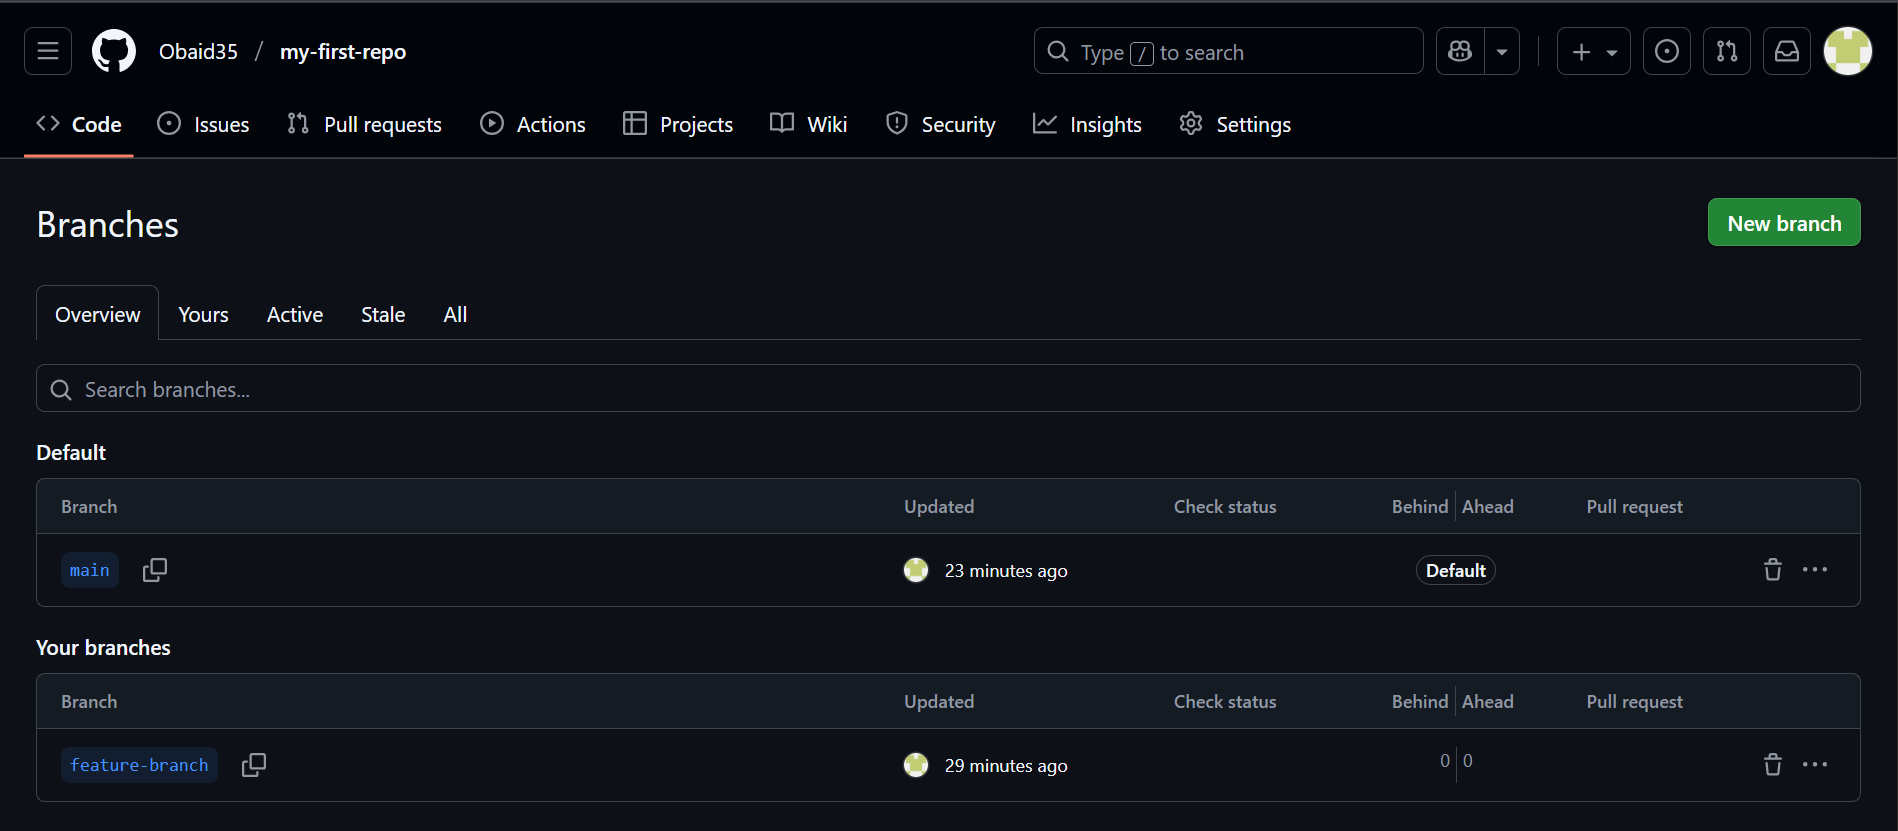 Obaid35 / my-first-repo
Type / to search
Code Issues Pull requests Actions Projects Wiki Security Insights Settings
Branches
New branch
Overview Yours Active Stale All
Search branches...
Default
Branch Updated Check status Behind Ahead Pull request
main 23 minutes ago Default
Your branches
Branch Updated Check status Behind Ahead Pull request
feature-branch 29 minutes ago 0 0